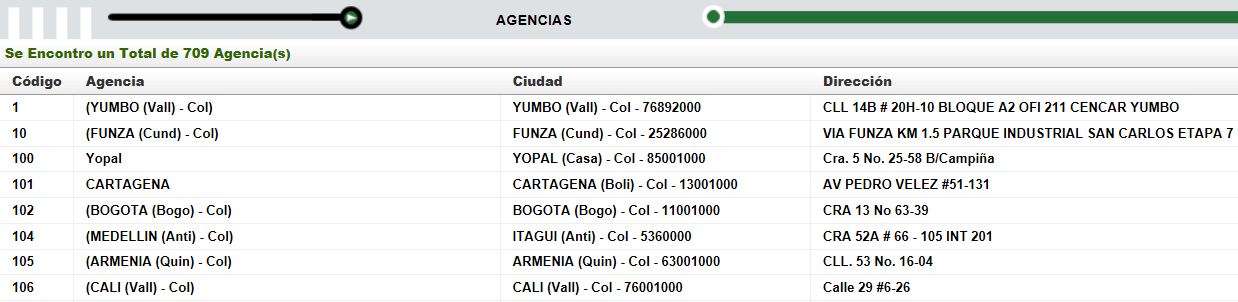 AGENCIAS
Se Encontro un Total de 709 Agencia(s)
Código Agencia Ciudad Dirección
1 (YUMBO (Vall) - Col) YUMBO (Vall) - Col - 76892000 CLL 14B # 20H-10 BLOQUE A2 OFI 211 CENCAR YUMBO
10 (FUNZA (Cund) - Col) FUNZA (Cund) - Col - 25286000 VIA FUNZA KM 1.5 PARQUE INDUSTRIAL SAN CARLOS ETAPA 7
100 Yopal YOPAL (Casa) - Col - 85001000 Cra. 5 No. 25-58 B/Campiña
101 CARTAGENA CARTAGENA (Boli) - Col - 13001000 AV PEDRO VELEZ #51-131
102 (BOGOTA (Bogo) - Col) BOGOTA (Bogo) - Col - 11001000 CRA 13 No 63-39
104 (MEDELLIN (Anti) - Col) ITAGUI (Anti) - Col - 5360000 CRA 52A # 66 - 105 INT 201
105 (ARMENIA (Quin) - Col) ARMENIA (Quin) - Col - 63001000 CLL. 53 No. 16-04
106 (CALI (Vall) - Col) CALI (Vall) - Col - 76001000 Calle 29 #6-26